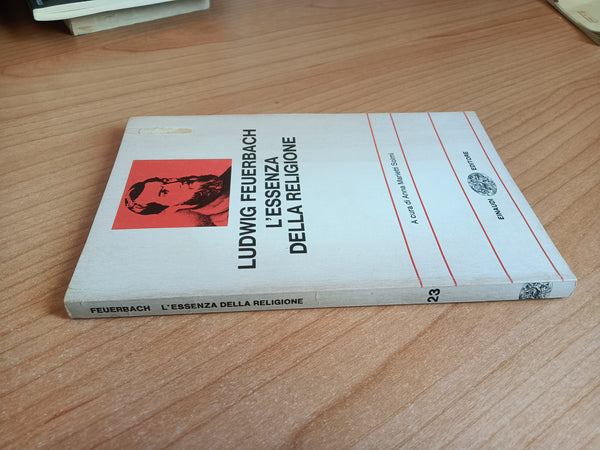 LUDWIG FEUERBACH
L'ESSENZA
DELLA RELIGIONE
A cura di Anna Marietti Solmi
EINAUDI EDITORE
FEUERBACH L'ESSENZA DELLA RELIGIONE 23